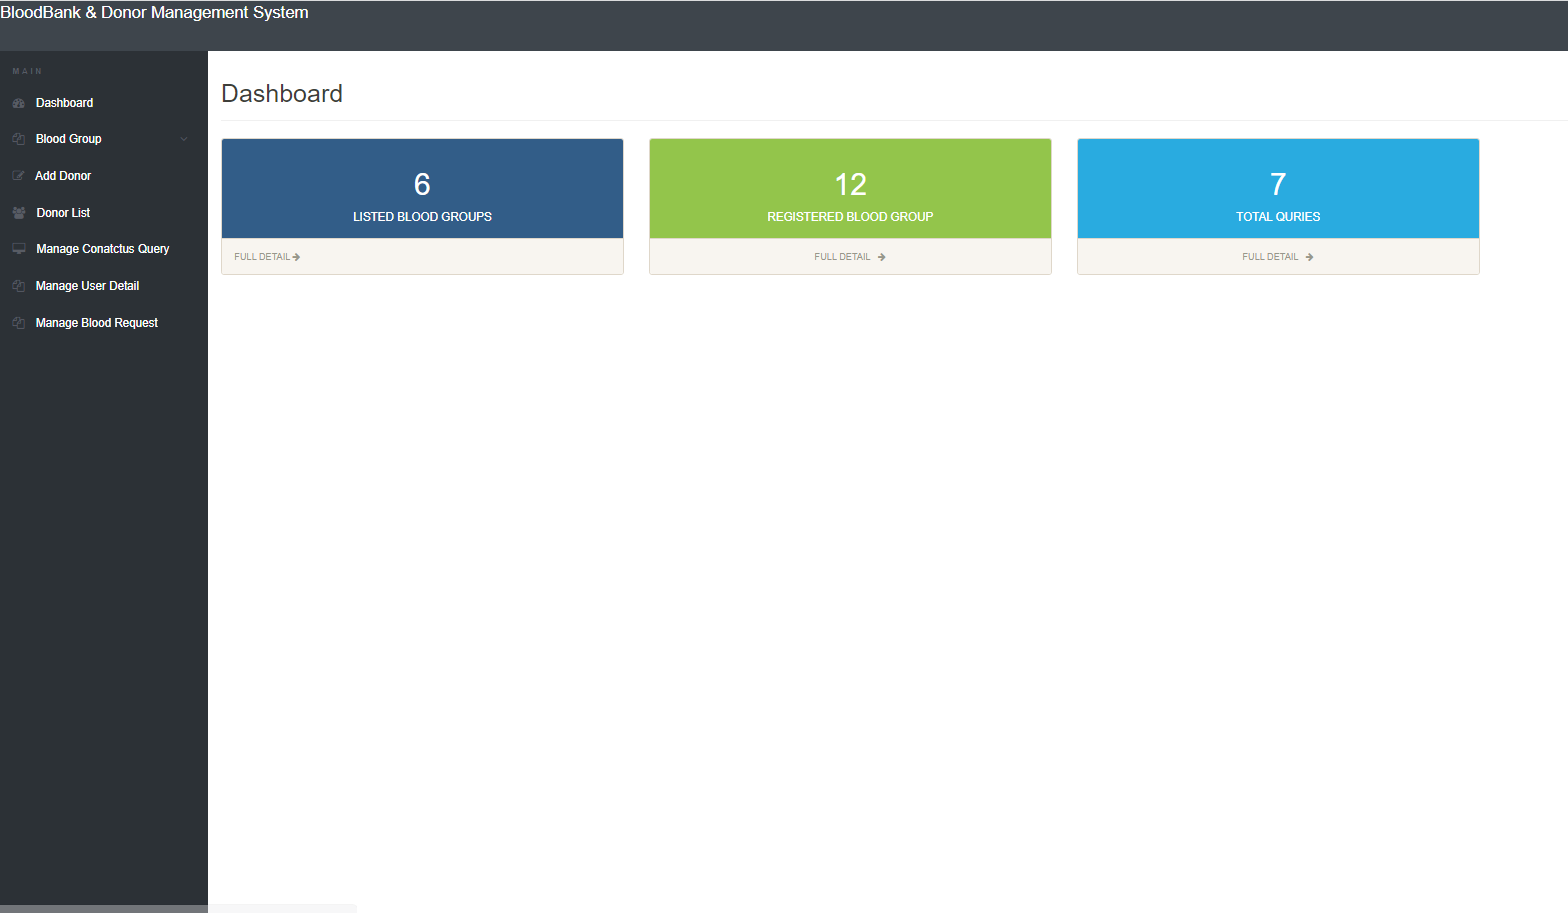 BloodBank & Donor Management System
MAIN
Dashboard
Blood Group
Add Donor
Donor List
Manage Conatctus Query
Manage User Detail
Manage Blood Request
Dashboard
6
LISTED BLOOD GROUPS
FULL DETAIL
12
REGISTERED BLOOD GROUP
FULL DETAIL
7
TOTAL QURIES
FULL DETAIL